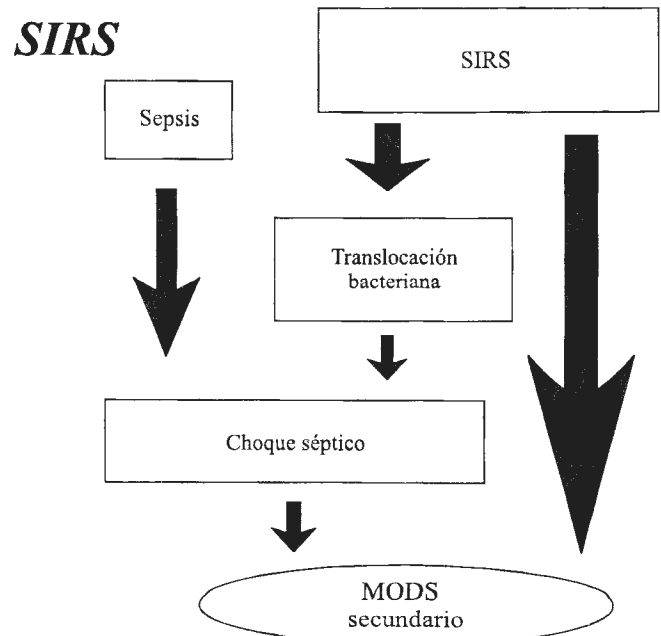 SIRS
SIRS
Sepsis
Translocación
bacteriana
Choque séptico
MODS
secundario